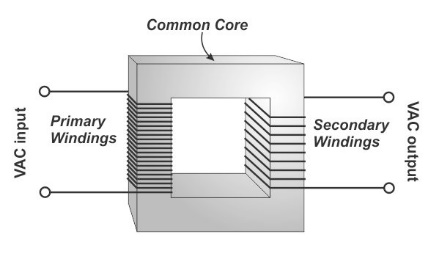 Common Core
VAC input
Primary
Windings
Secondary
Windings
VAC output